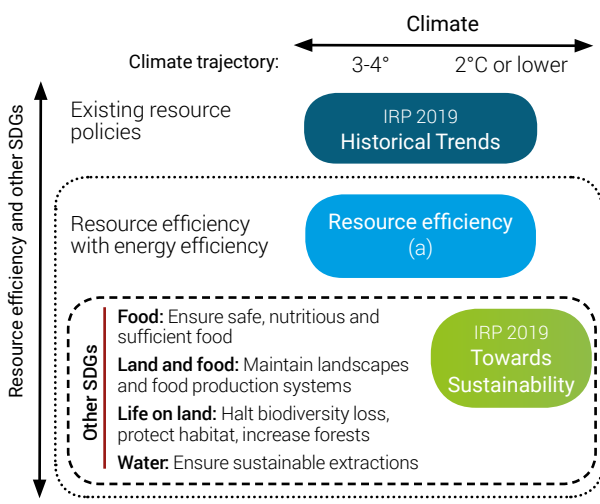 Climate
Climate trajectory:
3-4°
2°C or lower
Resource efficiency and other SDGs
Existing resource
policies
IRP 2019
Historical Trends
Resource efficiency
with energy efficiency
Resource efficiency
(a)
Other SDGs
Food: Ensure safe, nutritious and
sufficient food
Land and food: Maintain landscapes
and food production systems
Life on land: Halt biodiversity loss,
protect habitat, increase forests
Water: Ensure sustainable extractions
IRP 2019
Towards
Sustainability